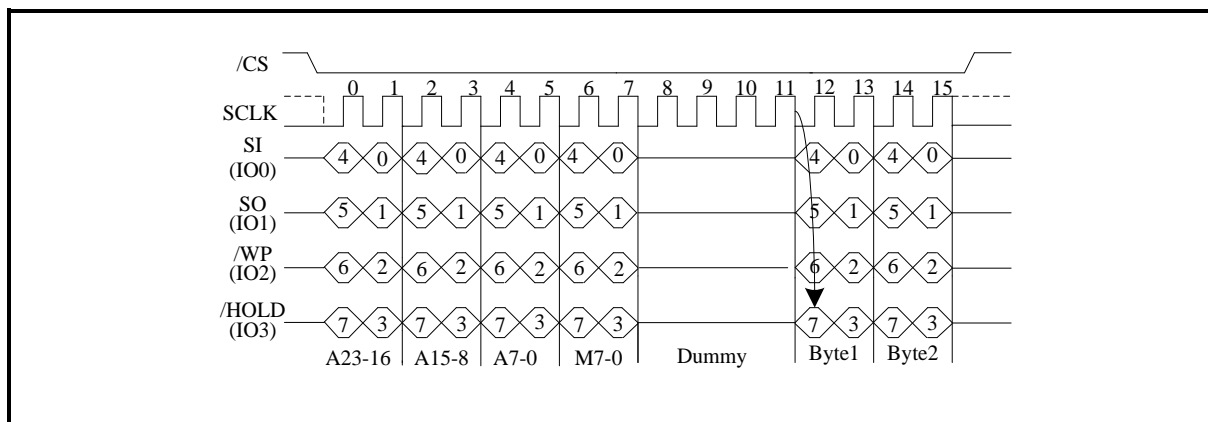 /CS
0 1 2 3 4 5 6 7 8 9 10 11 12 13 14 15
SCLK
SI
(IO0)
4 0 4 0 4 0 4 0 4 0 4 0
SO
(IO1)
5 1 5 1 5 1 5 1 5 1 5 1
/WP
(IO2)
6 2 6 2 6 2 6 2 6 2 6 2
/HOLD
(IO3)
7 3 7 3 7 3 7 3 7 3 7 3
A23-16 A15-8 A7-0 M7-0 Dummy Byte1 Byte2